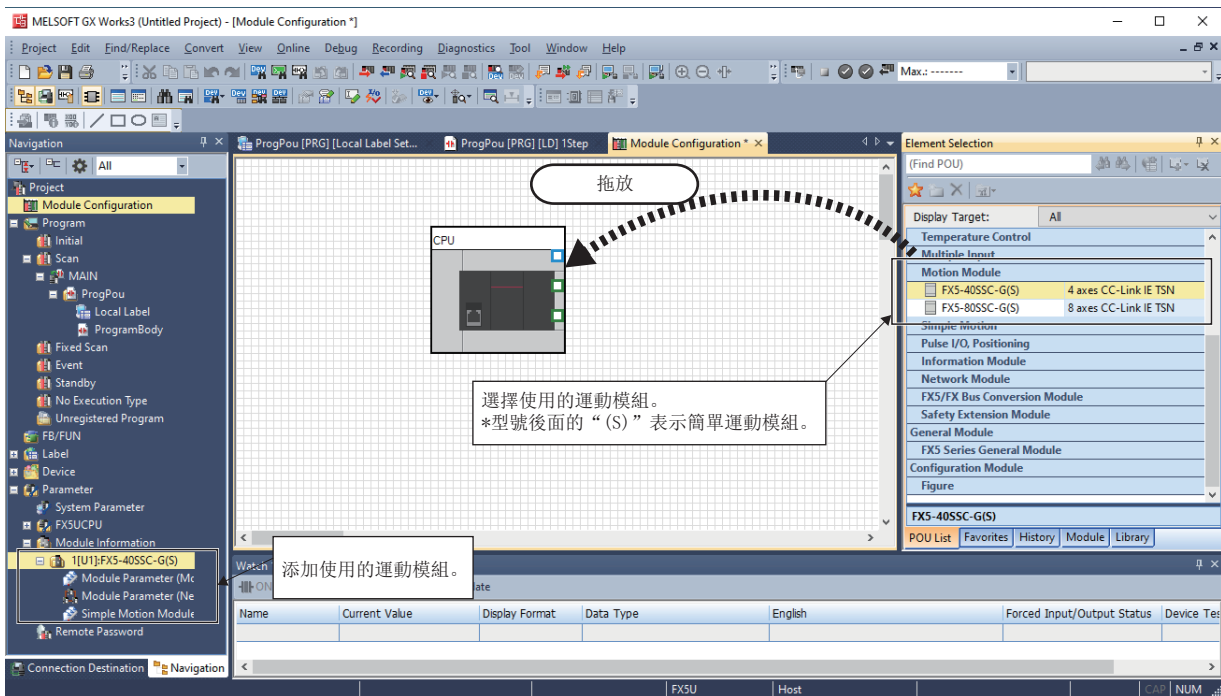 MELSOFT GX Works3 (Untitled Project) - [Module Configuration *]
Project Edit Find/Replace Convert View Online Debug Recording Diagnostics Tool Window Help
Max.: -------
Navigation
All
Project
Module Configuration
Program
Initial
Scan
MAIN
ProgPou
Local Label
ProgramBody
Fixed Scan
Event
Standby
No Execution Type
Unregistered Program
FB/FUN
Label
Device
Parameter
System Parameter
FX5UCPU
Module Information
1[U1]:FX5-40SSC-G(S)
Module Parameter (Mc
Module Parameter (Ne
Simple Motion Module
Remote Password
Connection Destination Navigation
ProgPou [PRG] [Local Label Set... ProgPou [PRG] [LD] 1Step Module Configuration *
拖放
CPU
選擇使用的運動模組。
*型號後面的“(S)”表示簡單運動模組。
添加使用的運動模組。
Element Selection
(Find POU)
Display Target: All
Temperature Control
Multiple Input
Motion Module
FX5-40SSC-G(S) 4 axes CC-Link IE TSN
FX5-80SSC-G(S) 8 axes CC-Link IE TSN
Simple Motion
Pulse I/O, Positioning
Information Module
Network Module
FX5/FX Bus Conversion Module
Safety Extension Module
General Module
FX5 Series General Module
Configuration Module
Figure
FX5-40SSC-G(S)
POU List Favorites History Module Library
Watch
ON
date
Name Current Value Display Format Data Type English Forced Input/Output Status Device Tes
FX5U Host CAP NUM